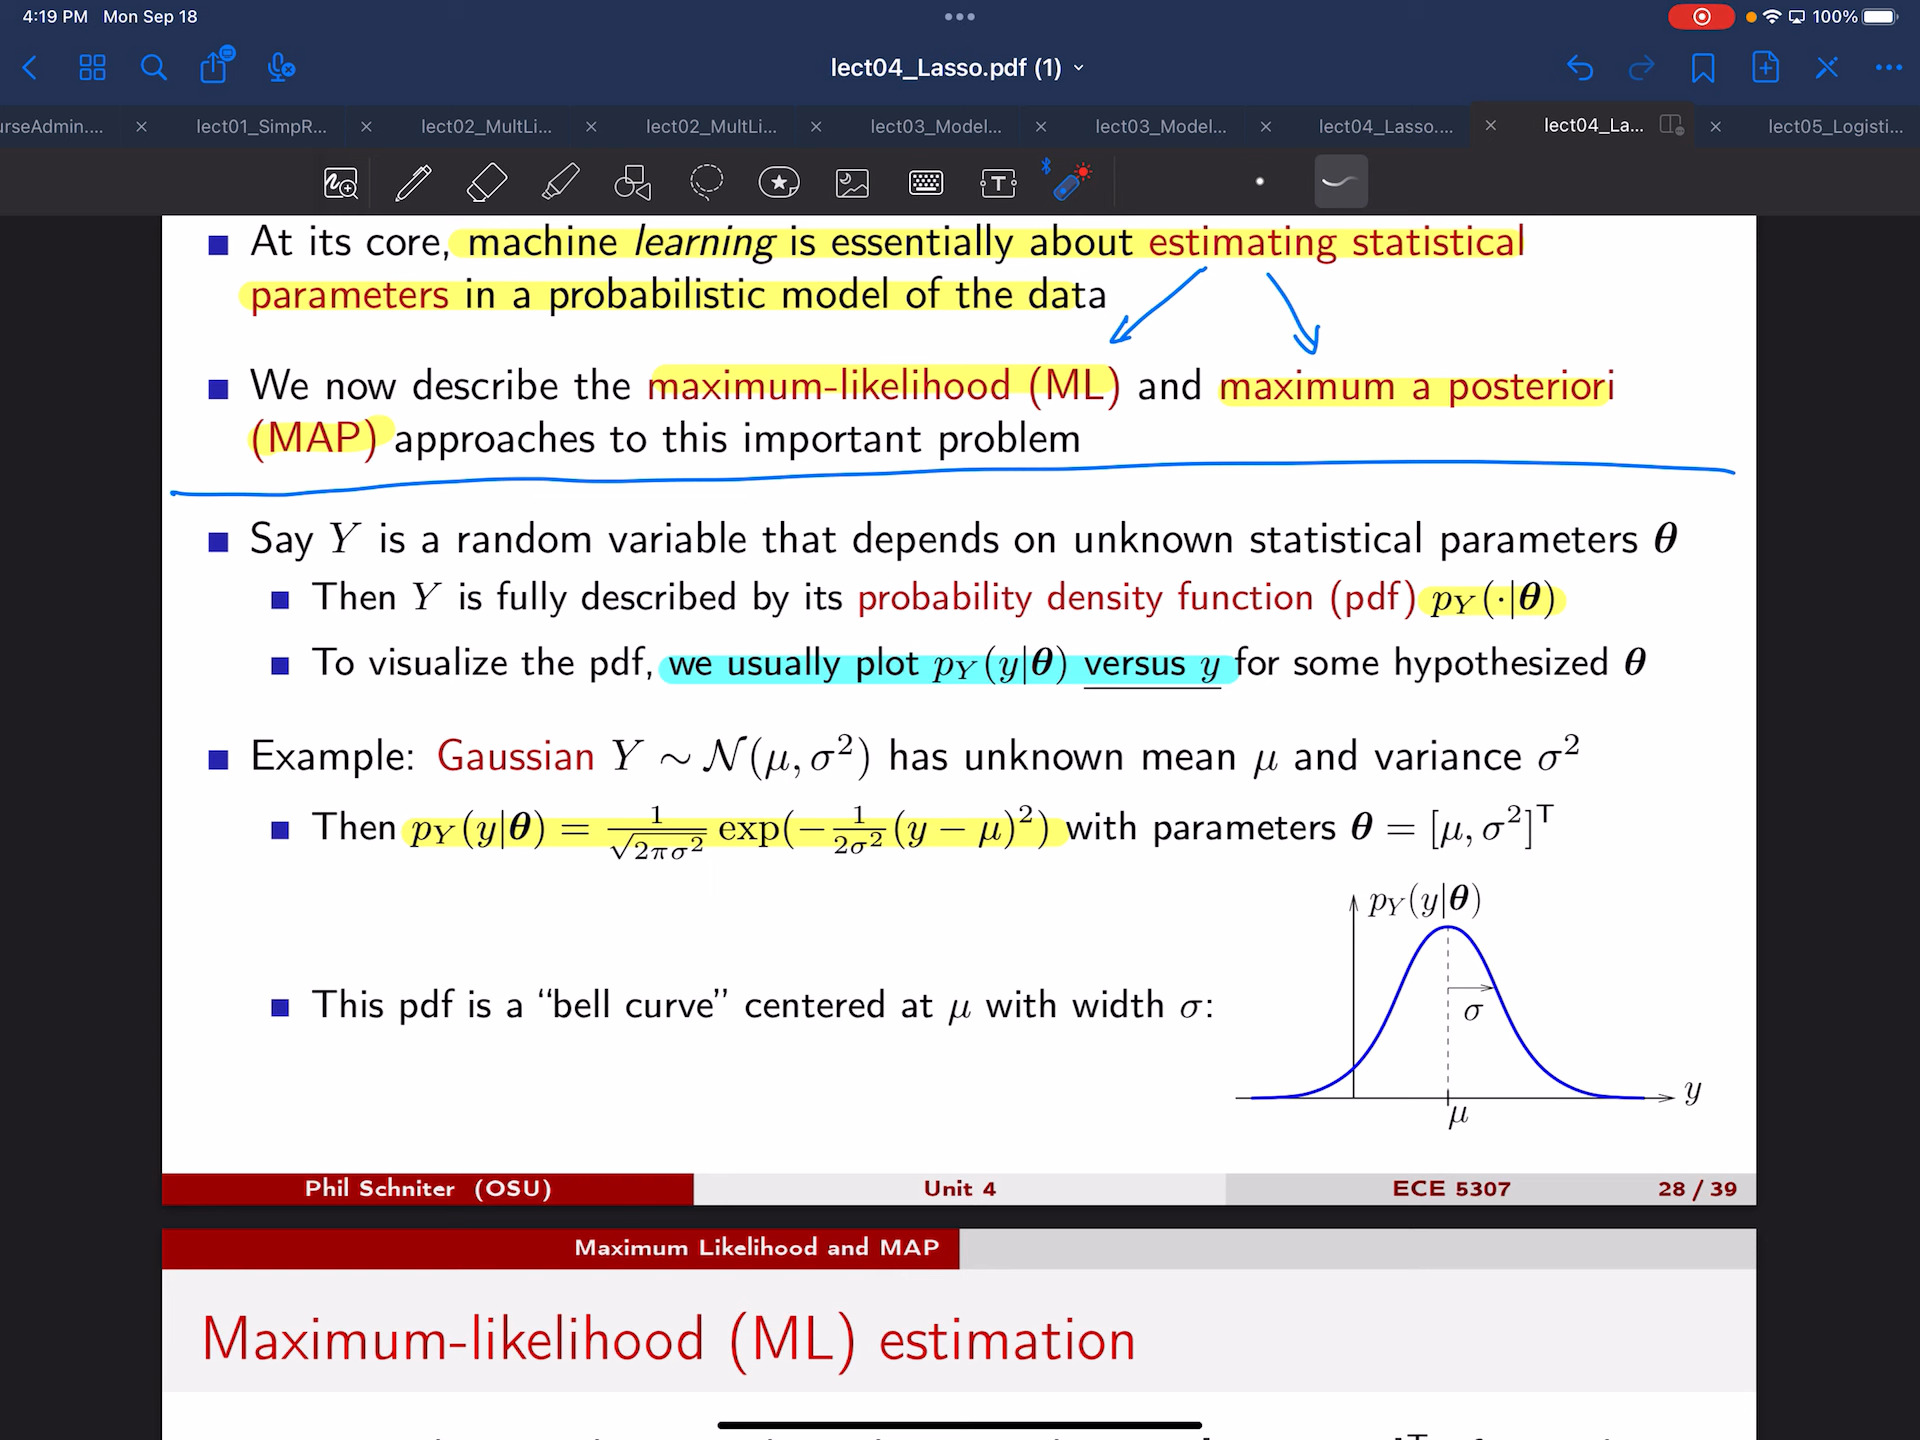 4:19 PM Mon Sep 18
100%
lect04_Lasso.pdf (1)
urseAdmin....
lect01_SimpR...
lect02_MultLi...
lect02_MultLi...
lect03_Model...
lect03_Model...
lect04_Lasso....
lect04_La...
lect05_Logisti...
At its core, machine learning is essentially about estimating statistical
parameters in a probabilistic model of the data
We now describe the maximum-likelihood (ML) and maximum a posteriori
(MAP) approaches to this important problem
Say Y is a random variable that depends on unknown statistical parameters θ
Then Y is fully described by its probability density function (pdf) p_Y(·|θ)
To visualize the pdf, we usually plot p_Y(y|θ) versus y for some hypothesized θ
Example: Gaussian Y ∼ N(μ, σ²) has unknown mean μ and variance σ²
Then p_Y(y|θ) = 1/√(2πσ²) exp(−1/(2σ²) (y − μ)²) with parameters θ = [μ, σ²]ᵀ
p_Y(y|θ)
This pdf is a “bell curve” centered at μ with width σ:
σ
y
μ
Phil Schniter (OSU) Unit 4 ECE 5307 28 / 39
Maximum Likelihood and MAP
Maximum-likelihood (ML) estimation